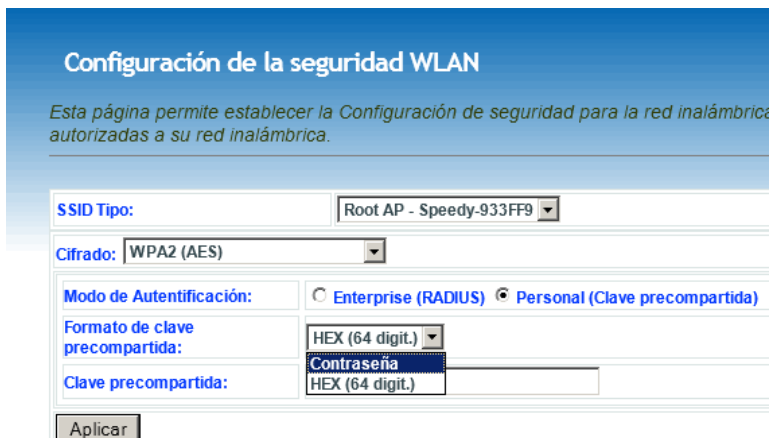 Configuración de la seguridad WLAN
Esta página permite establecer la Configuración de seguridad para la red inalámbrica
autorizadas a su red inalámbrica.
SSID Tipo: Root AP - Speedy-933FF9
Cifrado: WPA2 (AES)
Modo de Autentificación: Enterprise (RADIUS) Personal (Clave precompartida)
Formato de clave
precompartida: HEX (64 digit.)
Contraseña
Clave precompartida: HEX (64 digit.)
Aplicar